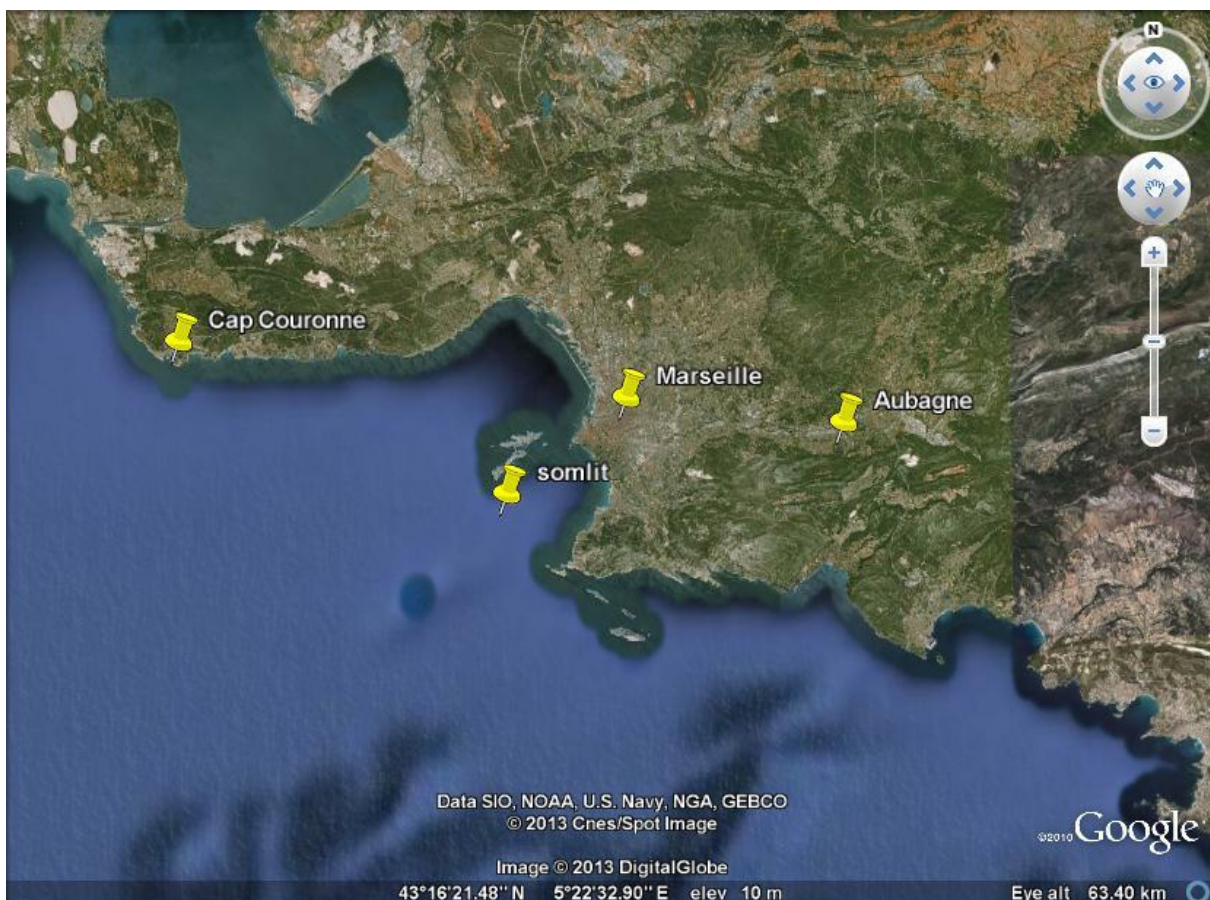 N
Cap Couronne
Marseille
Aubagne
somlit
Data SIO, NOAA, U.S. Navy, NGA, GEBCO
© 2013 Cnes/Spot Image
©2010 Google
Image © 2013 DigitalGlobe
43°16'21.48" N 5°22'32.90" E elev 10 m Eye alt 63.40 km